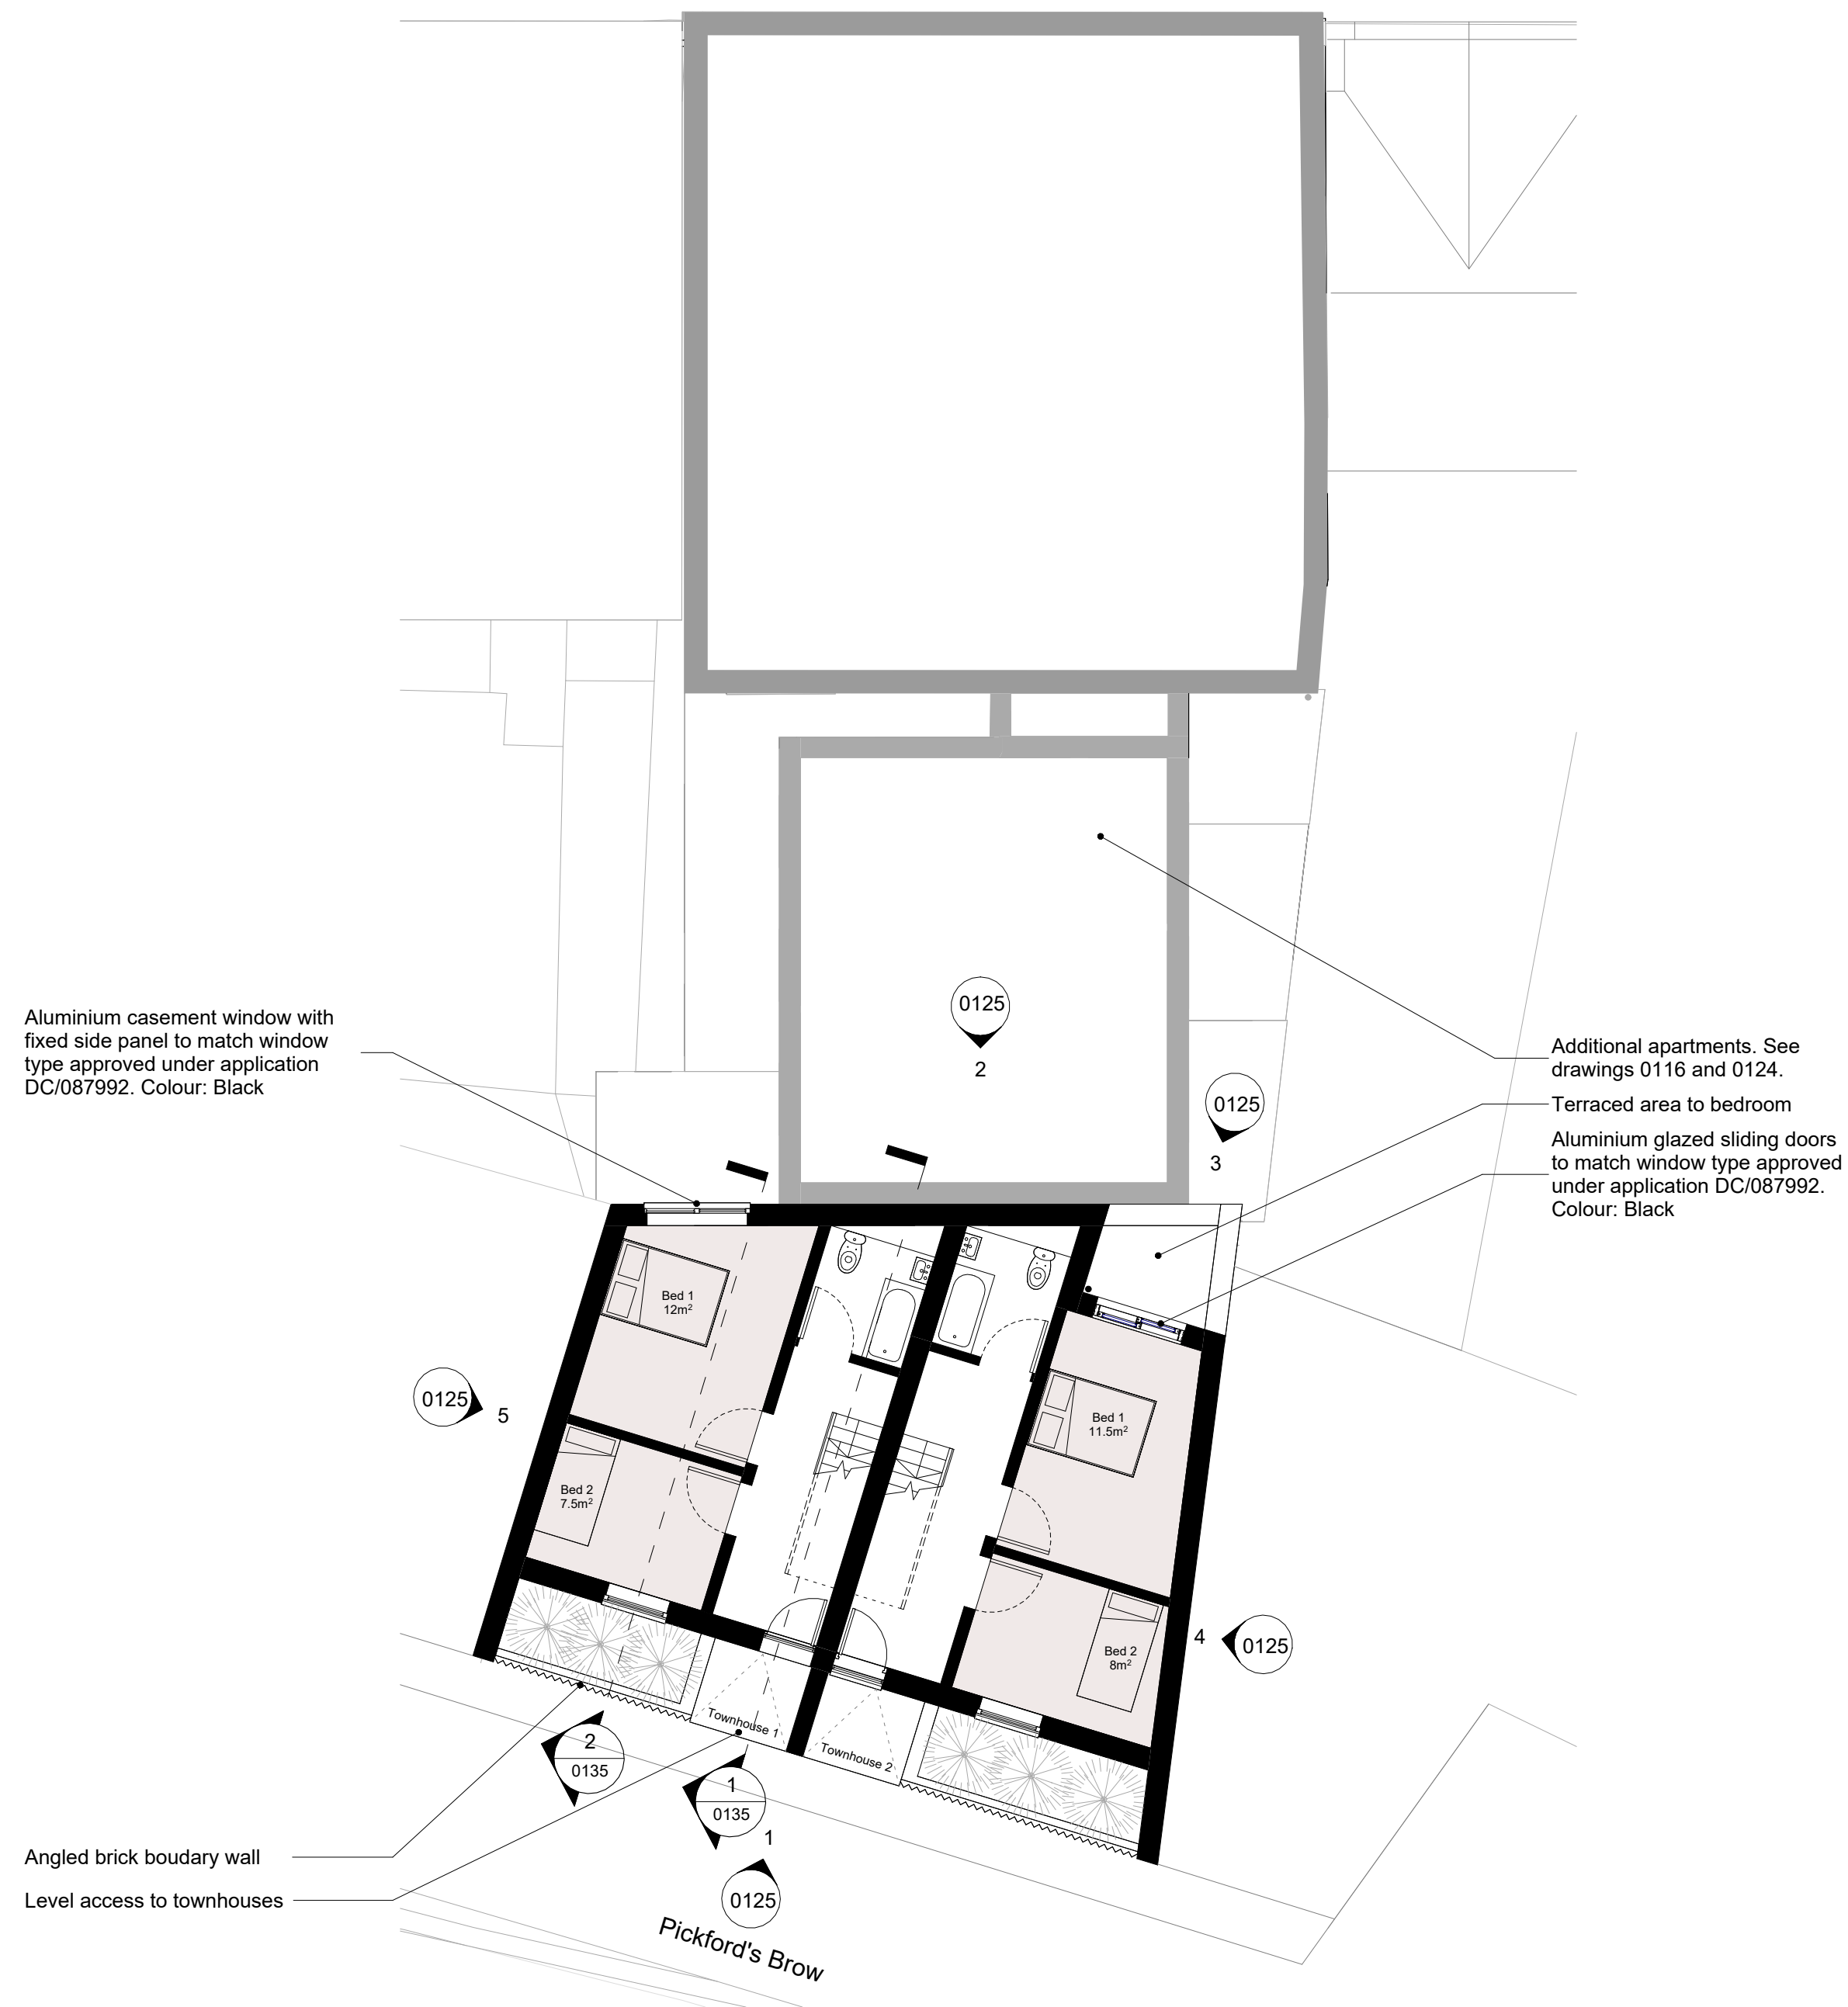 0125
2
Aluminium casement window with
fixed side panel to match window
type approved under application
DC/087992. Colour: Black
Additional apartments. See
drawings 0116 and 0124.
0125
3
Terraced area to bedroom
Aluminium glazed sliding doors
to match window type approved
under application DC/087992.
Colour: Black
Bed 1
12m²
0125
5
Bed 1
11.5m²
Bed 2
7.5m²
4
0125
Bed 2
8m²
Townhouse 1
Townhouse 2
2
0135
1
0135
1
0125
Angled brick boudary wall
Level access to townhouses
Pickford's Brow